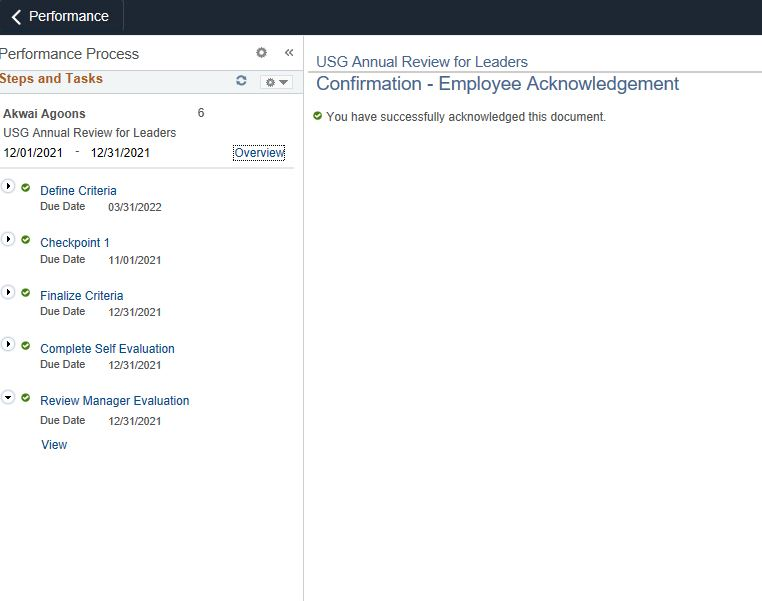 Performance
Performance Process
«
Steps and Tasks
Akwai Agoons 6
USG Annual Review for Leaders
12/01/2021 - 12/31/2021 Overview
Define Criteria
Due Date 03/31/2022
Checkpoint 1
Due Date 11/01/2021
Finalize Criteria
Due Date 12/31/2021
Complete Self Evaluation
Due Date 12/31/2021
Review Manager Evaluation
Due Date 12/31/2021
View
USG Annual Review for Leaders
Confirmation - Employee Acknowledgement
You have successfully acknowledged this document.